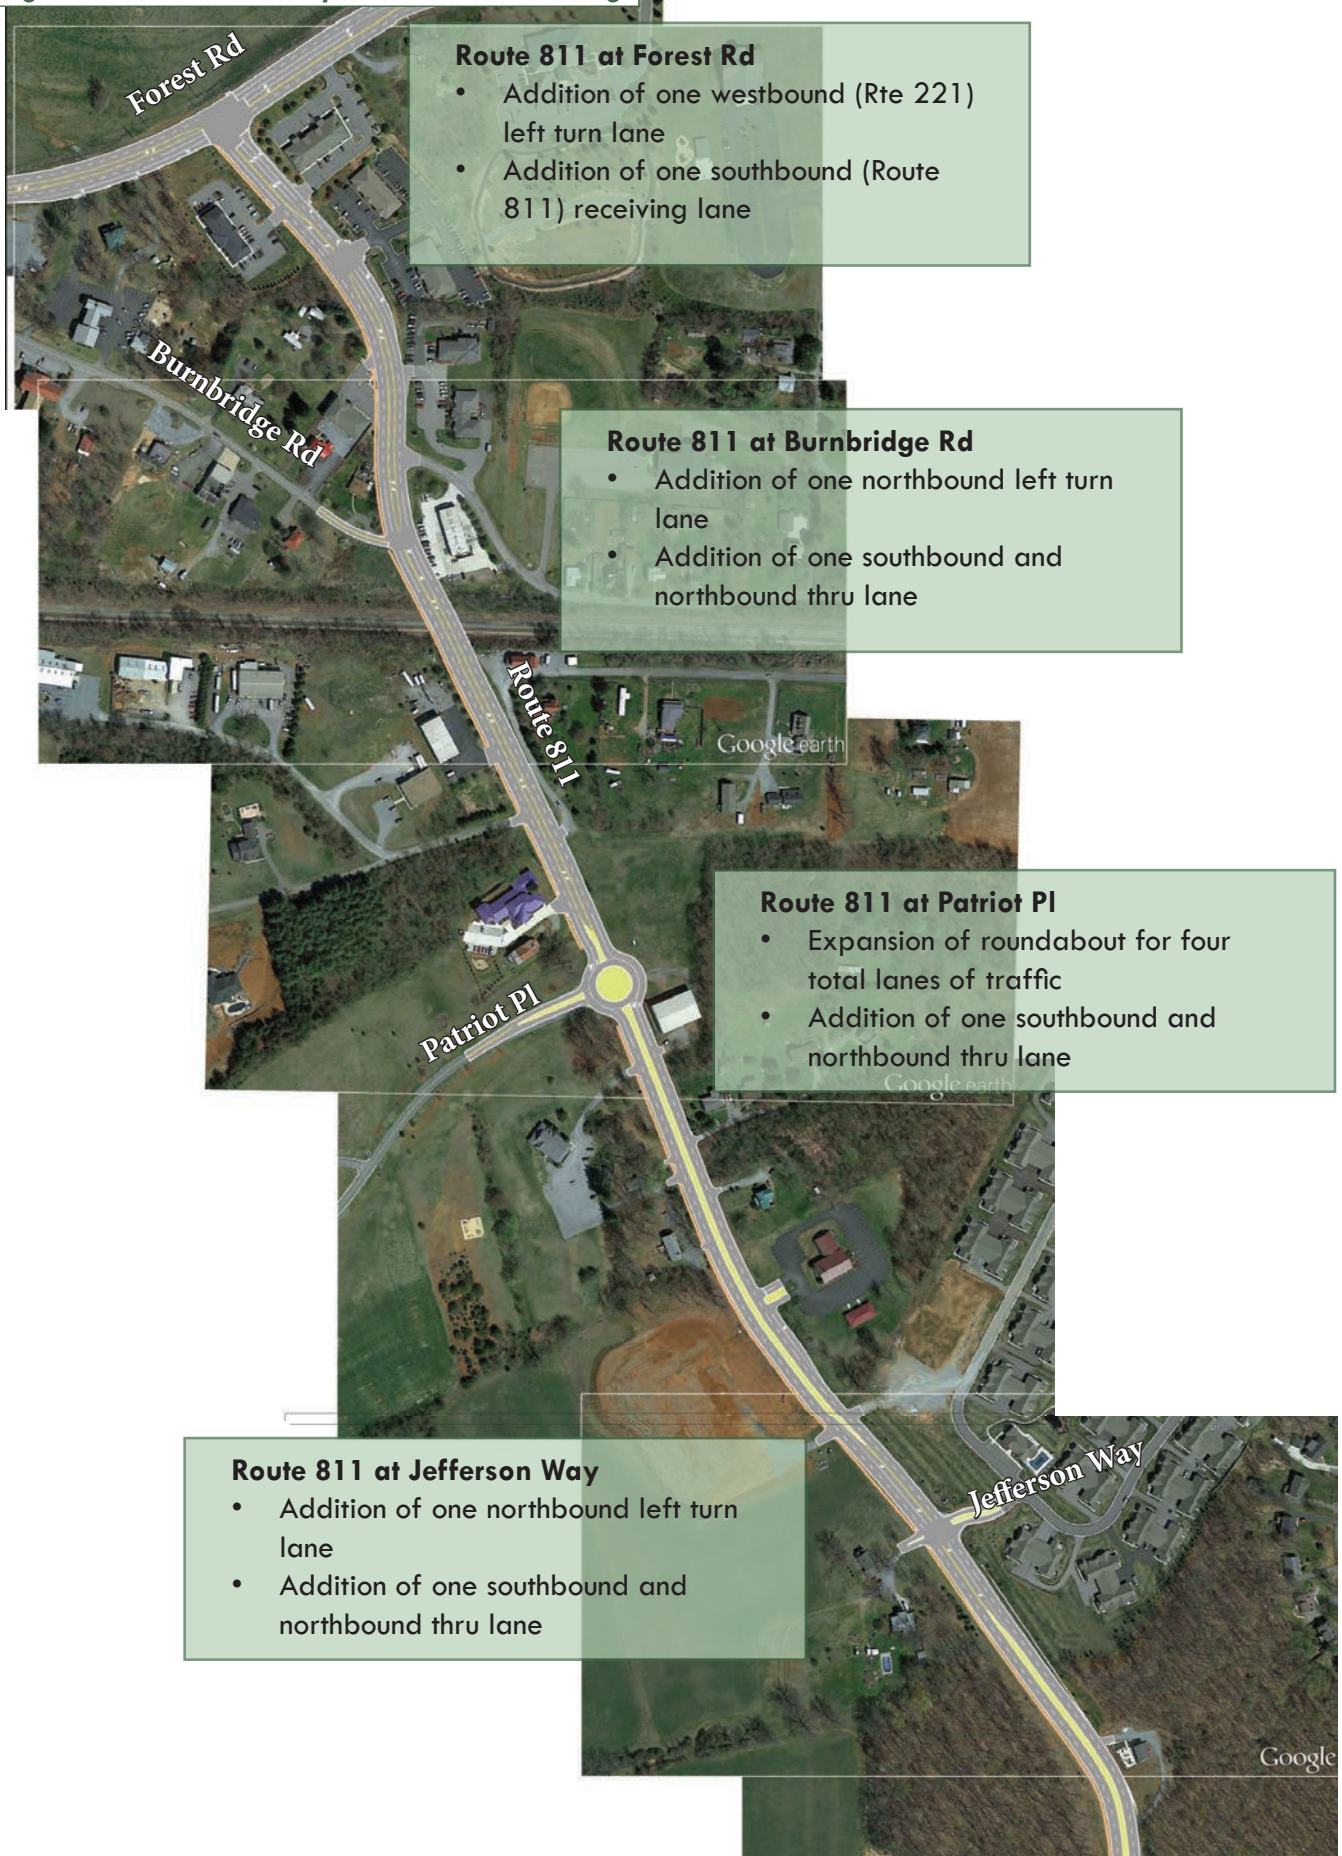 Forest Rd
Route 811 at Forest Rd
• Addition of one westbound (Rte 221)
left turn lane
• Addition of one southbound (Route
811) receiving lane
Burnbridge Rd
Route 811 at Burnbridge Rd
• Addition of one northbound left turn
lane
• Addition of one southbound and
northbound thru lane
Route 811
Google earth
Route 811 at Patriot Pl
• Expansion of roundabout for four
total lanes of traffic
• Addition of one southbound and
northbound thru lane
Patriot Pl
Google earth
Route 811 at Jefferson Way
• Addition of one northbound left turn
lane
• Addition of one southbound and
northbound thru lane
Jefferson Way
Google